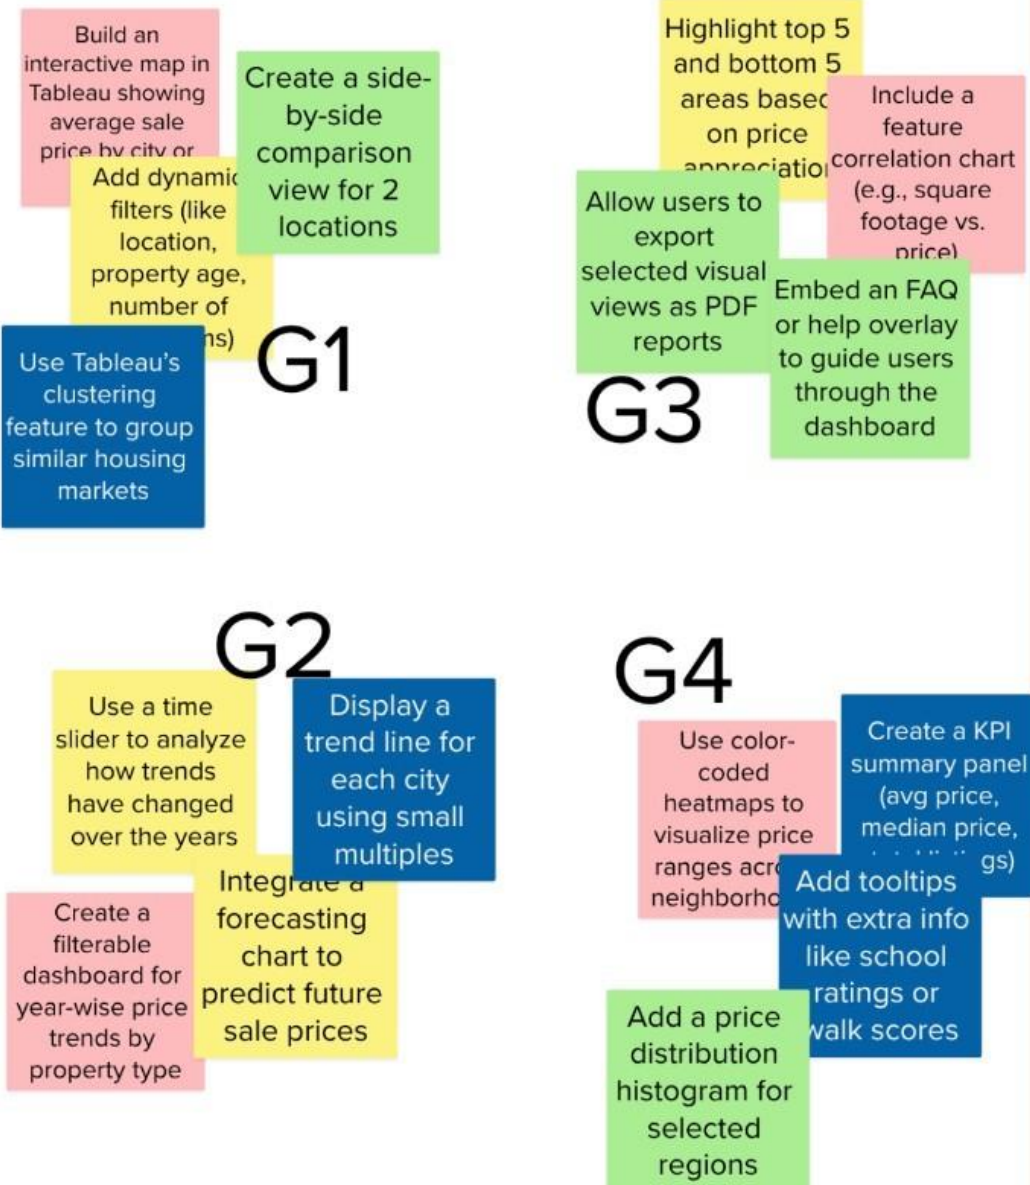 Build an
interactive map in
Tableau showing
average sale
price by city or
Add dynamic
filters (like
location,
property age,
number of
Create a side-
by-side
comparison
view for 2
locations
Use Tableau’s
clustering
feature to group
similar housing
markets
G1
Highlight top 5
and bottom 5
areas based
on price
appreciation
Include a
feature
correlation chart
(e.g., square
footage vs.
price)
Allow users to
export
selected visual
views as PDF
reports
Embed an FAQ
or help overlay
to guide users
through the
dashboard
G3
G2
Use a time
slider to analyze
how trends
have changed
over the years
Display a
trend line for
each city
using small
multiples
Integrate a
forecasting
chart to
predict future
sale prices
Create a
filterable
dashboard for
year-wise price
trends by
property type
G4
Use color-
coded
heatmaps to
visualize price
ranges across
Create a KPI
summary panel
(avg price,
median price,
Add tooltips
with extra info
like school
ratings or
walk scores
Add a price
distribution
histogram for
selected
regions